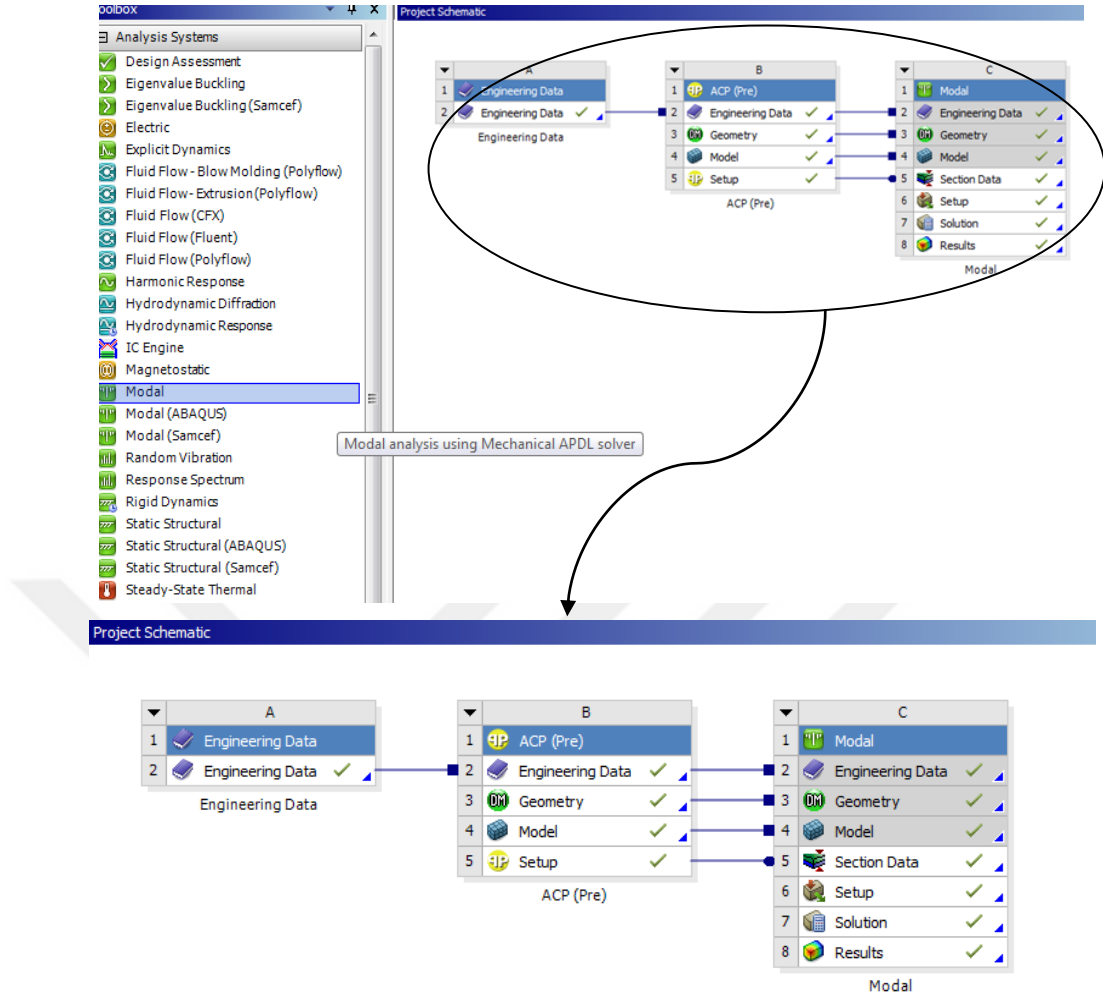 oolbox
Analysis Systems
Design Assessment
Eigenvalue Buckling
Eigenvalue Buckling (Samcef)
Electric
Explicit Dynamics
Fluid Flow - Blow Molding (Polyflow)
Fluid Flow - Extrusion (Polyflow)
Fluid Flow (CFX)
Fluid Flow (Fluent)
Fluid Flow (Polyflow)
Harmonic Response
Hydrodynamic Diffraction
Hydrodynamic Response
IC Engine
Magnetostatic
Modal
Modal (ABAQUS)
Modal (Samcef)
Random Vibration
Response Spectrum
Rigid Dynamics
Static Structural
Static Structural (ABAQUS)
Static Structural (Samcef)
Steady-State Thermal
Modal analysis using Mechanical APDL solver
Project Schematic
A
1 Engineering Data
2 Engineering Data
Engineering Data
B
1 ACP (Pre)
2 Engineering Data
3 Geometry
4 Model
5 Setup
ACP (Pre)
C
1 Modal
2 Engineering Data
3 Geometry
4 Model
5 Section Data
6 Setup
7 Solution
8 Results
Modal
Project Schematic
A
1 Engineering Data
2 Engineering Data
Engineering Data
B
1 ACP (Pre)
2 Engineering Data
3 Geometry
4 Model
5 Setup
ACP (Pre)
C
1 Modal
2 Engineering Data
3 Geometry
4 Model
5 Section Data
6 Setup
7 Solution
8 Results
Modal